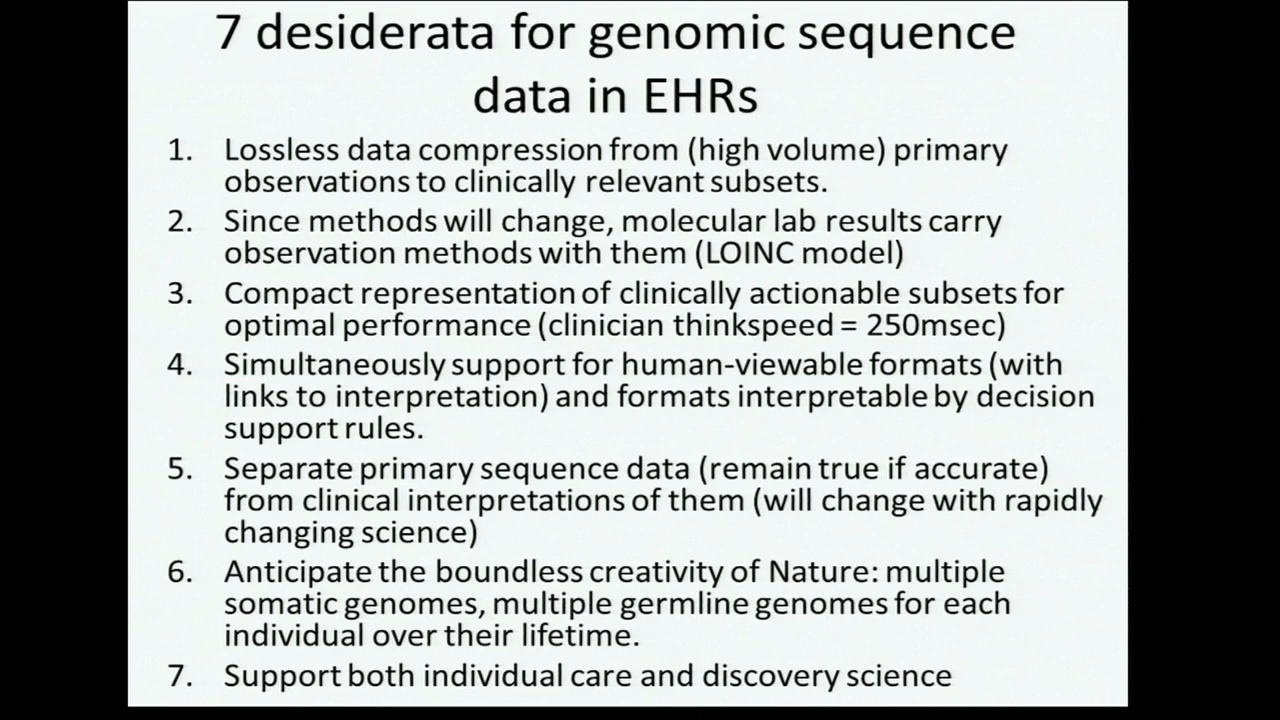 7 desiderata for genomic sequence
data in EHRs
1. Lossless data compression from (high volume) primary
observations to clinically relevant subsets.
2. Since methods will change, molecular lab results carry
observation methods with them (LOINC model)
3. Compact representation of clinically actionable subsets for
optimal performance (clinician thinkspeed = 250msec)
4. Simultaneously support for human-viewable formats (with
links to interpretation) and formats interpretable by decision
support rules.
5. Separate primary sequence data (remain true if accurate)
from clinical interpretations of them (will change with rapidly
changing science)
6. Anticipate the boundless creativity of Nature: multiple
somatic genomes, multiple germline genomes for each
individual over their lifetime.
7. Support both individual care and discovery science